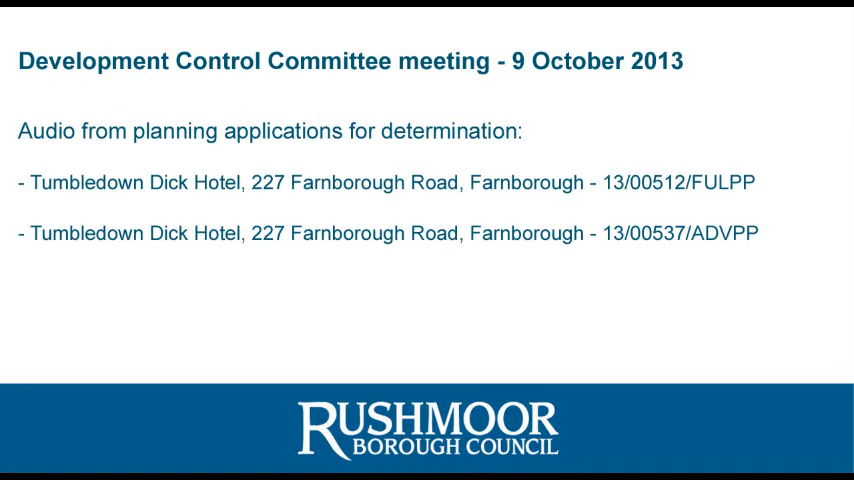 Development Control Committee meeting - 9 October 2013
Audio from planning applications for determination:
- Tumbledown Dick Hotel, 227 Farnborough Road, Farnborough - 13/00512/FULPP
- Tumbledown Dick Hotel, 227 Farnborough Road, Farnborough - 13/00537/ADVPP
RUSHMOOR
BOROUGH COUNCIL